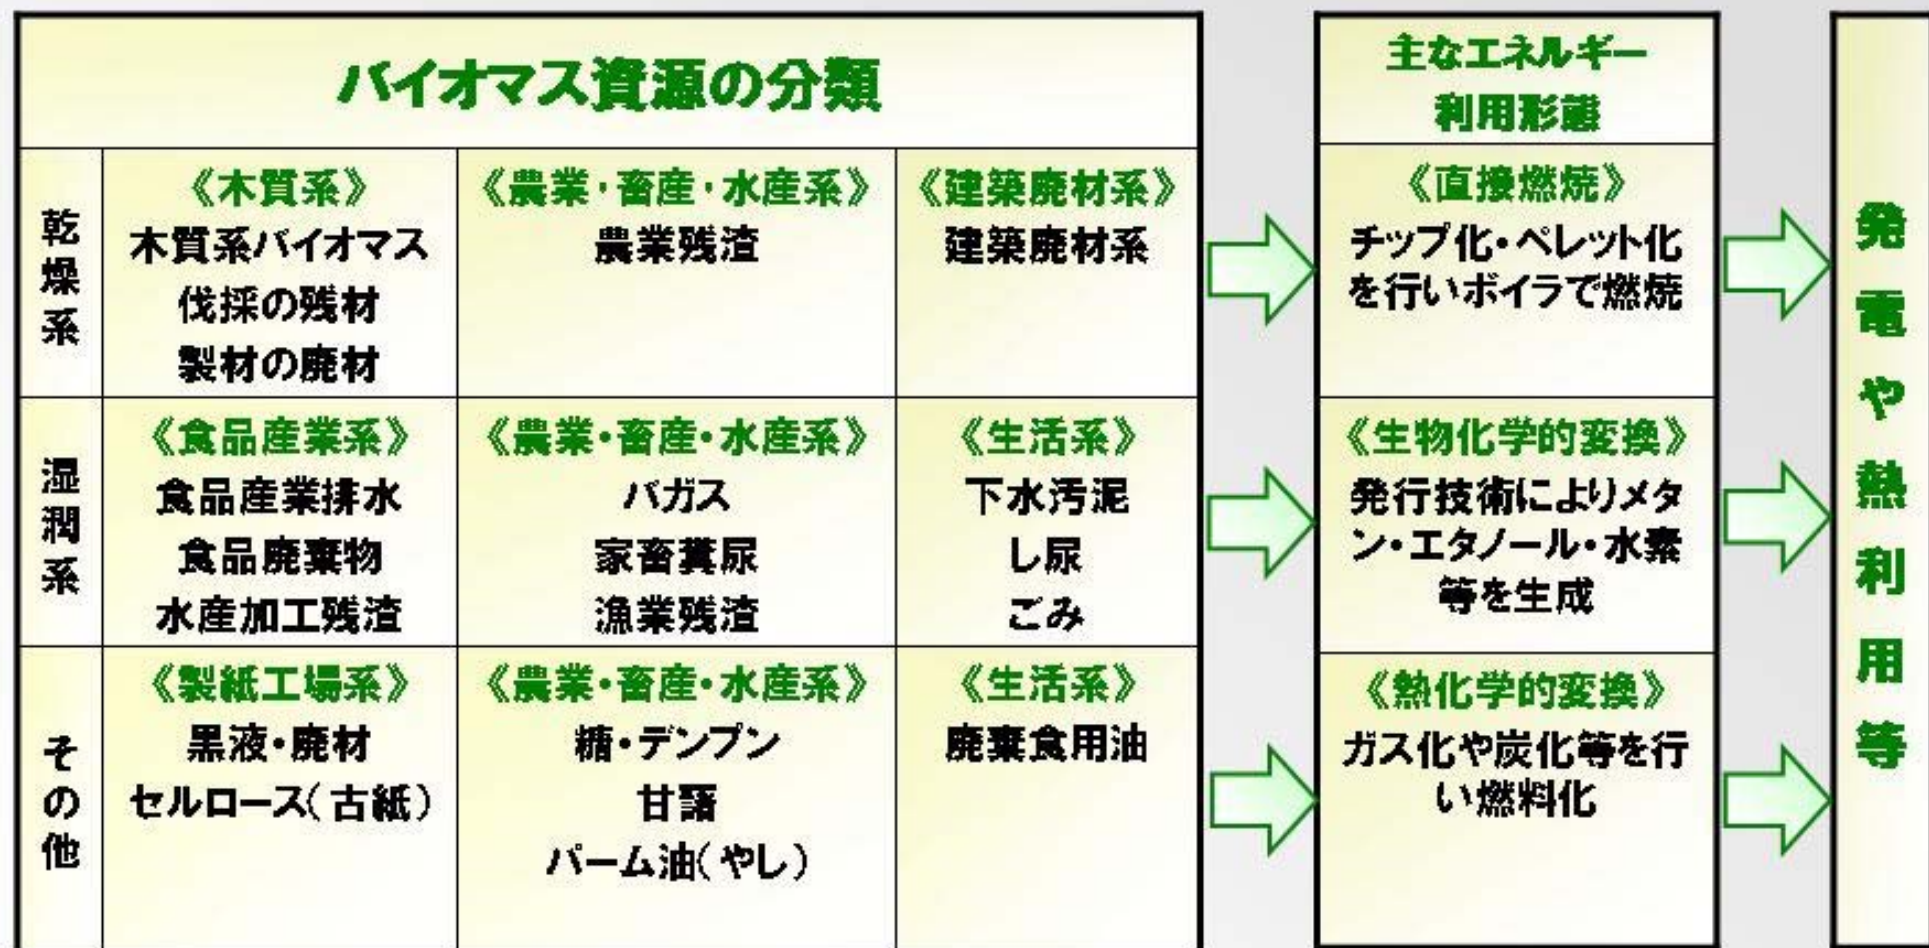 バイオマス資源の分類
主なエネルギー
利用形態
乾燥系
《木質系》
木質系バイオマス
伐採の残材
製材の廃材
《農業・畜産・水産系》
農業残渣
《建築廃材系》
建築廃材系
《直接燃焼》
チップ化・ペレット化
を行いボイラで燃焼
湿潤系
《食品産業系》
食品産業排水
食品廃棄物
水産加工残渣
《農業・畜産・水産系》
バガス
家畜糞尿
漁業残渣
《生活系》
下水汚泥
し尿
ごみ
《生物化学的変換》
発行技術によりメタ
ン・エタノール・水素
等を生成
その他
《製紙工場系》
黒液・廃材
セルロース(古紙)
《農業・畜産・水産系》
糖・デンプン
甘藷
パーム油(やし)
《生活系》
廃棄食用油
《熱化学的変換》
ガス化や炭化等を行
い燃料化
発電や熱利用等